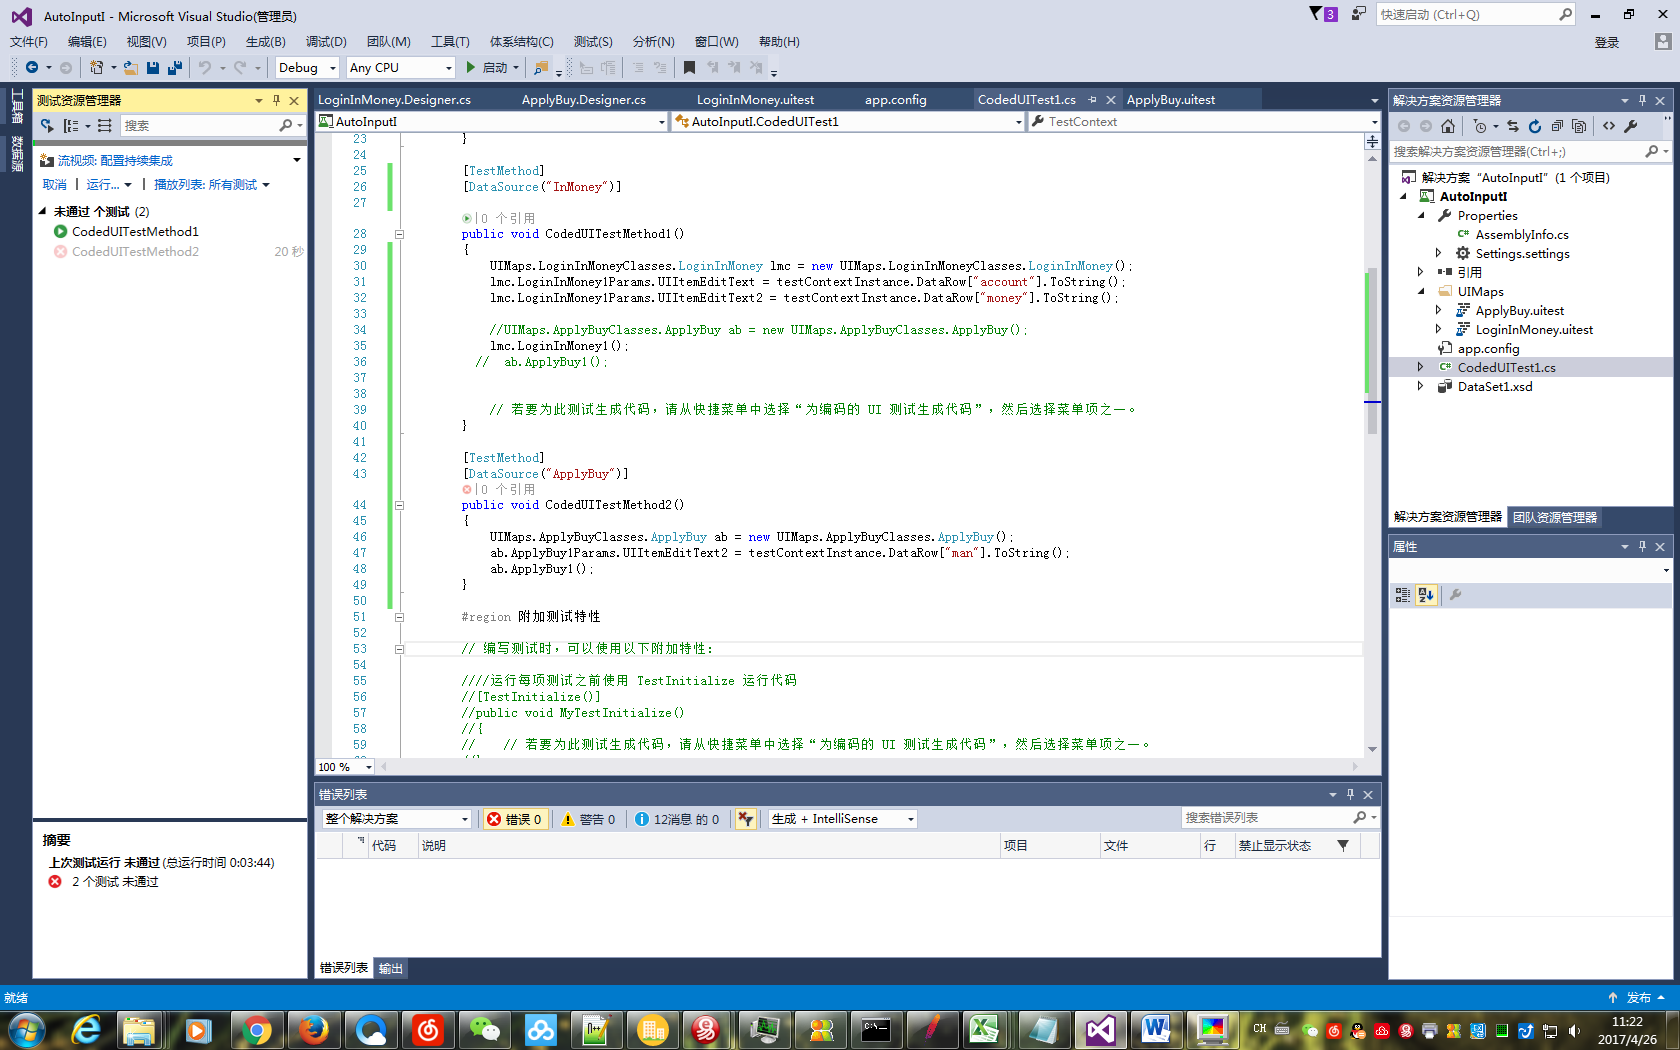 AutoInputI - Microsoft Visual Studio(管理员)
3
快速启动 (Ctrl+Q)
文件(F) 编辑(E) 视图(V) 项目(P) 生成(B) 调试(D) 团队(M) 工具(T) 体系结构(C) 测试(S) 分析(N) 窗口(W) 帮助(H)
登录
Debug Any CPU 启动
工具箱
数据源
测试资源管理器
搜索
流视频: 配置持续集成
取消 运行... 播放列表: 所有测试
未通过 个测试 (2)
CodedUITestMethod1
CodedUITestMethod2 20 秒
摘要
上次测试运行 未通过 (总运行时间 0:03:44)
2 个测试 未通过
LoginInMoney.Designer.cs ApplyBuy.Designer.cs LoginInMoney.uitest app.config CodedUITest1.cs ApplyBuy.uitest
AutoInputI AutoInputI.CodedUITest1 TestContext
23 }
24
25 [TestMethod]
26 [DataSource("InMoney")]
27
0 个引用
28 public void CodedUITestMethod1()
29 {
30 UIMaps.LoginInMoneyClasses.LoginInMoney lmc = new UIMaps.LoginInMoneyClasses.LoginInMoney();
31 lmc.LoginInMoney1Params.UIItemEditText = testContextInstance.DataRow["account"].ToString();
32 lmc.LoginInMoney1Params.UIItemEditText2 = testContextInstance.DataRow["money"].ToString();
33
34 //UIMaps.ApplyBuyClasses.ApplyBuy ab = new UIMaps.ApplyBuyClasses.ApplyBuy();
35 lmc.LoginInMoney1();
36 // ab.ApplyBuy1();
37
38
39 // 若要为此测试生成代码，请从快捷菜单中选择“为编码的 UI 测试生成代码”，然后选择菜单项之一。
40 }
41
42 [TestMethod]
43 [DataSource("ApplyBuy")]
0 个引用
44 public void CodedUITestMethod2()
45 {
46 UIMaps.ApplyBuyClasses.ApplyBuy ab = new UIMaps.ApplyBuyClasses.ApplyBuy();
47 ab.ApplyBuy1Params.UIItemEditText2 = testContextInstance.DataRow["man"].ToString();
48 ab.ApplyBuy1();
49 }
50
51 #region 附加测试特性
52
53 // 编写测试时，可以使用以下附加特性:
54
55 ////运行每项测试之前使用 TestInitialize 运行代码
56 //[TestInitialize()]
57 //public void MyTestInitialize()
58 //{
59 // // 若要为此测试生成代码，请从快捷菜单中选择“为编码的 UI 测试生成代码”，然后选择菜单项之一。
100 %
错误列表
整个解决方案 错误 0 警告 0 12消息 的 0 生成 + IntelliSense 搜索错误列表
代码 说明 项目 文件 行 禁止显示状态
错误列表 输出
解决方案资源管理器
搜索解决方案资源管理器(Ctrl+;)
解决方案 "AutoInputI" (1 个项目)
AutoInputI
Properties
AssemblyInfo.cs
Settings.settings
引用
UIMaps
ApplyBuy.uitest
LoginInMoney.uitest
app.config
CodedUITest1.cs
DataSet1.xsd
解决方案资源管理器 团队资源管理器
属性
就绪
发布
CH
11:22
2017/4/26